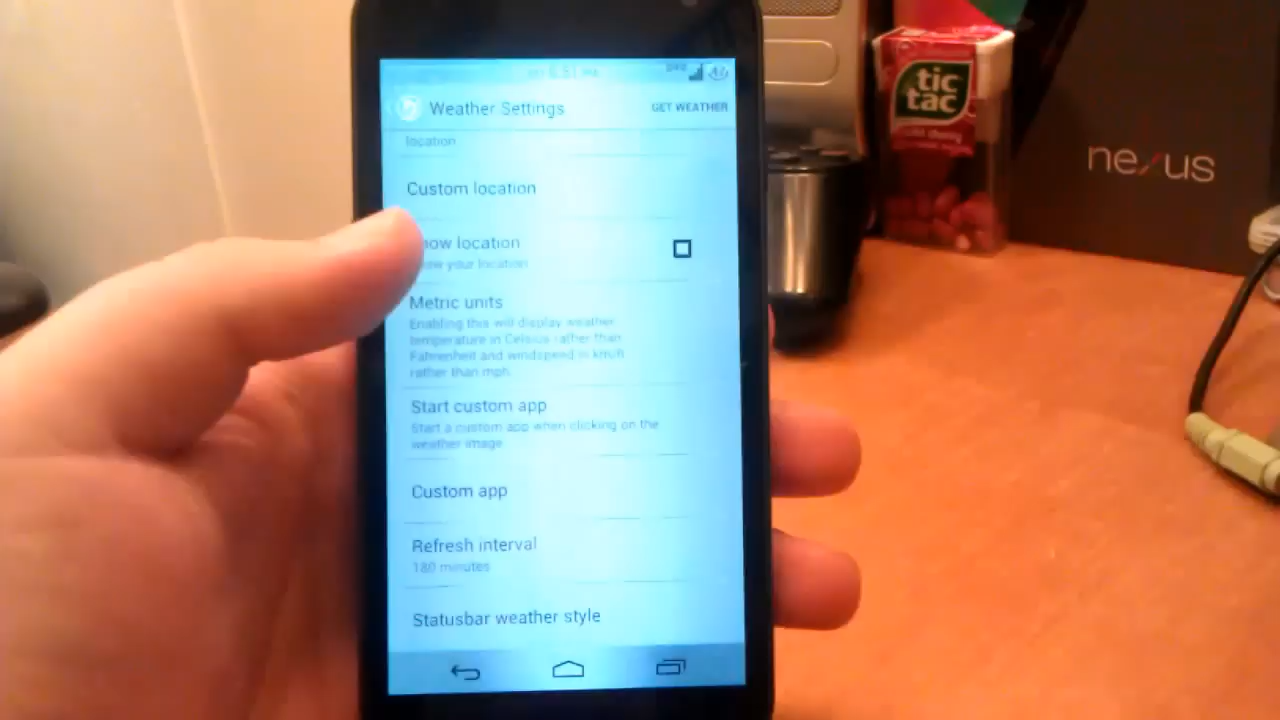 Weather Settings
GET WEATHER
location
Custom location
how location
your location
Metric units
Enabling this will display weather
temperature in Celsius rather than
Fahrenheit and windspeed in km/h
rather than mph.
Start custom app
Start a custom app when clicking on the
weather image
Custom app
Refresh interval
180 minutes
Statusbar weather style
tic
tac
nexus